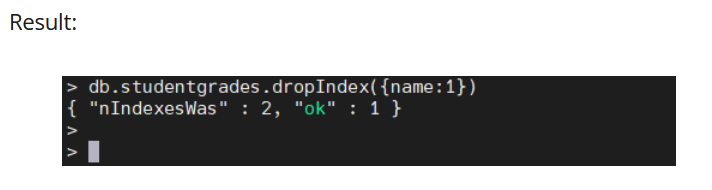 Result:
> db.studentgrades.dropIndex({name:1})
{ "nIndexesWas" : 2, "ok" : 1 }
>
>